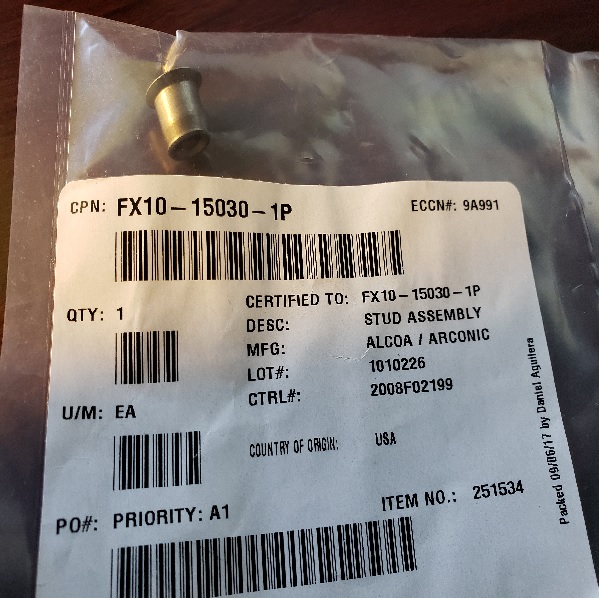 CPN: FX10-15030-1P
ECCN#: 9A991
QTY: 1
CERTIFIED TO: FX10-15030-1P
DESC: STUD ASSEMBLY
MFG: ALCOA / ARCONIC
LOT#: 1010226
CTRL#: 2008F02199
U/M: EA
COUNTRY OF ORIGIN: USA
PO#: PRIORITY: A1
ITEM NO.: 251534
Packed 09/06/17 by Daniel Aguilera